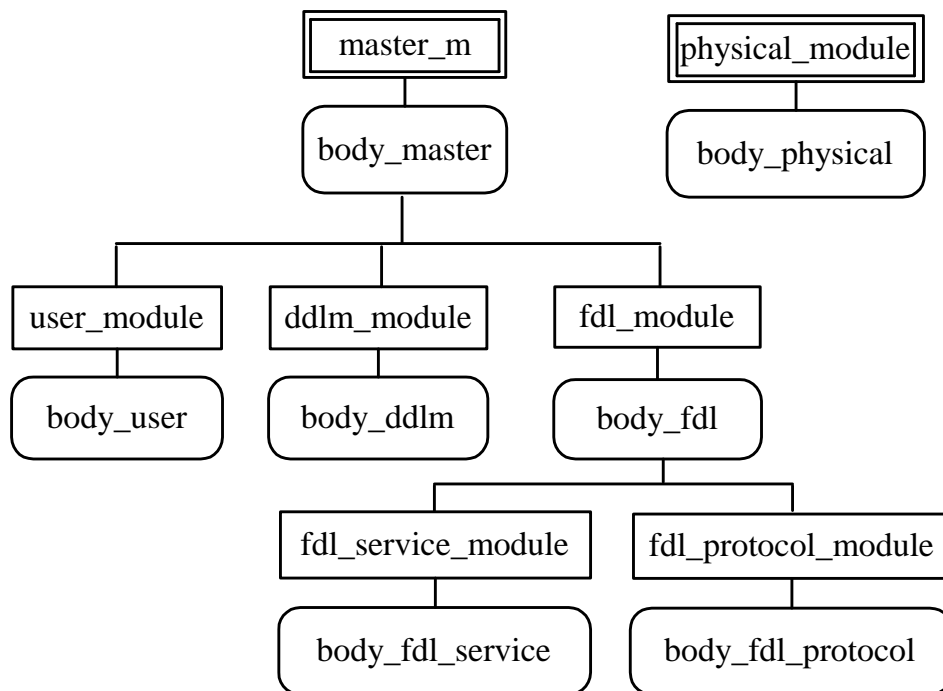 master_m
physical_module
body_master
body_physical
user_module
ddlm_module
fdl_module
body_user
body_ddlm
body_fdl
fdl_service_module
fdl_protocol_module
body_fdl_service
body_fdl_protocol